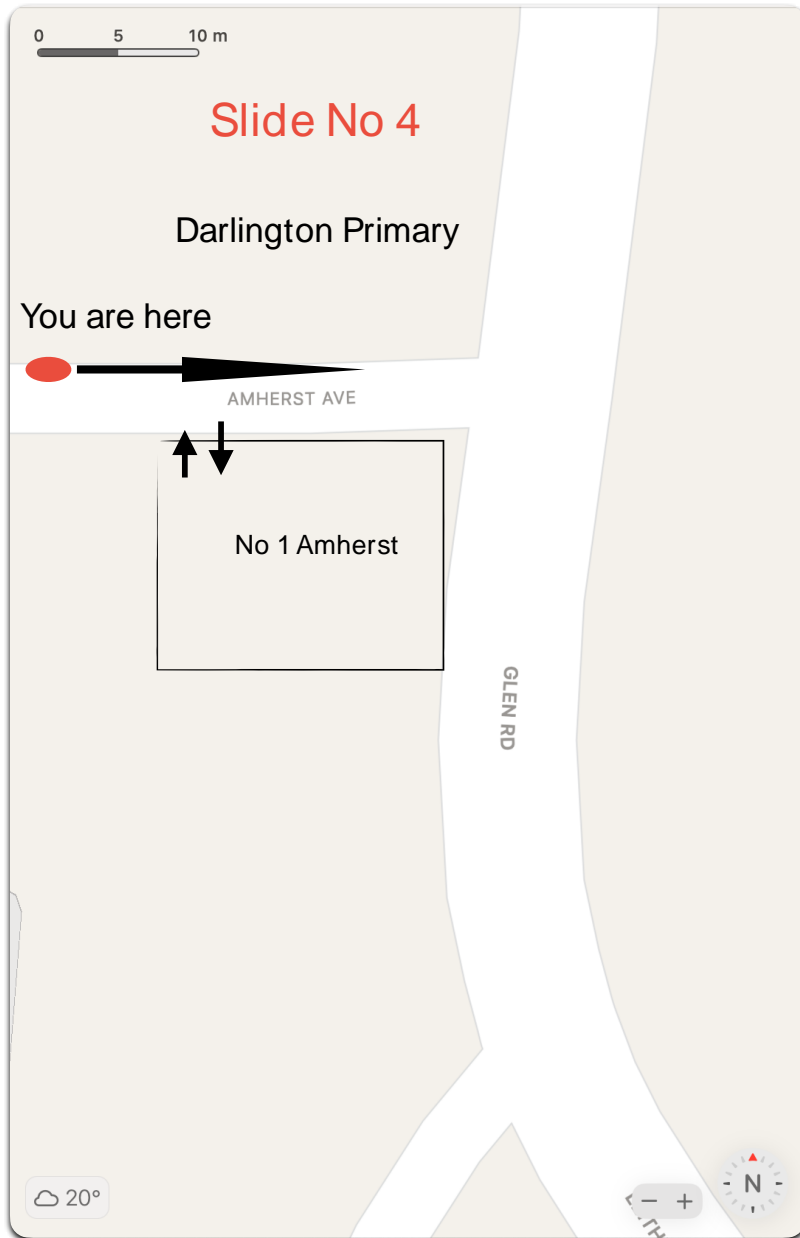 0 5 10 m
Slide No 4
Darlington Primary
You are here
AMHERST AVE
No 1 Amherst
GLEN RD
20°
N